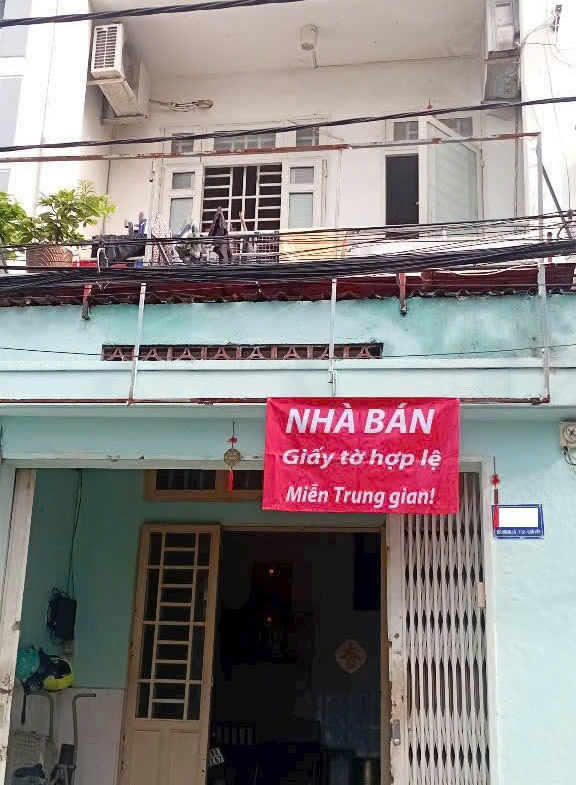 NHÀ BÁN
Giấy tờ hợp lệ
Miễn Trung gian!